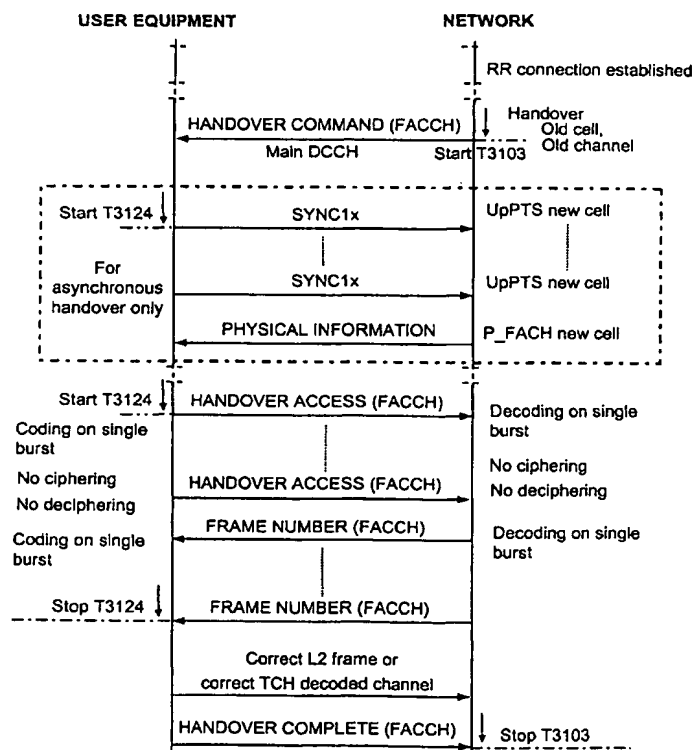 USER EQUIPMENT NETWORK
RR connection established
HANDOVER COMMAND (FACCH)
Handover
Old cell,
Old channel
Main DCCH
Start T3103
Start T3124
SYNC1x
UpPTS new cell
For
asynchronous
handover only
SYNC1x
UpPTS new cell
PHYSICAL INFORMATION
P_FACH new cell
Start T3124
HANDOVER ACCESS (FACCH)
Decoding on single
burst
Coding on single
burst
No ciphering
No deciphering
HANDOVER ACCESS (FACCH)
No ciphering
No deciphering
FRAME NUMBER (FACCH)
Coding on single
burst
Decoding on single
burst
Stop T3124
FRAME NUMBER (FACCH)
Correct L2 frame or
correct TCH decoded channel
HANDOVER COMPLETE (FACCH)
Stop T3103